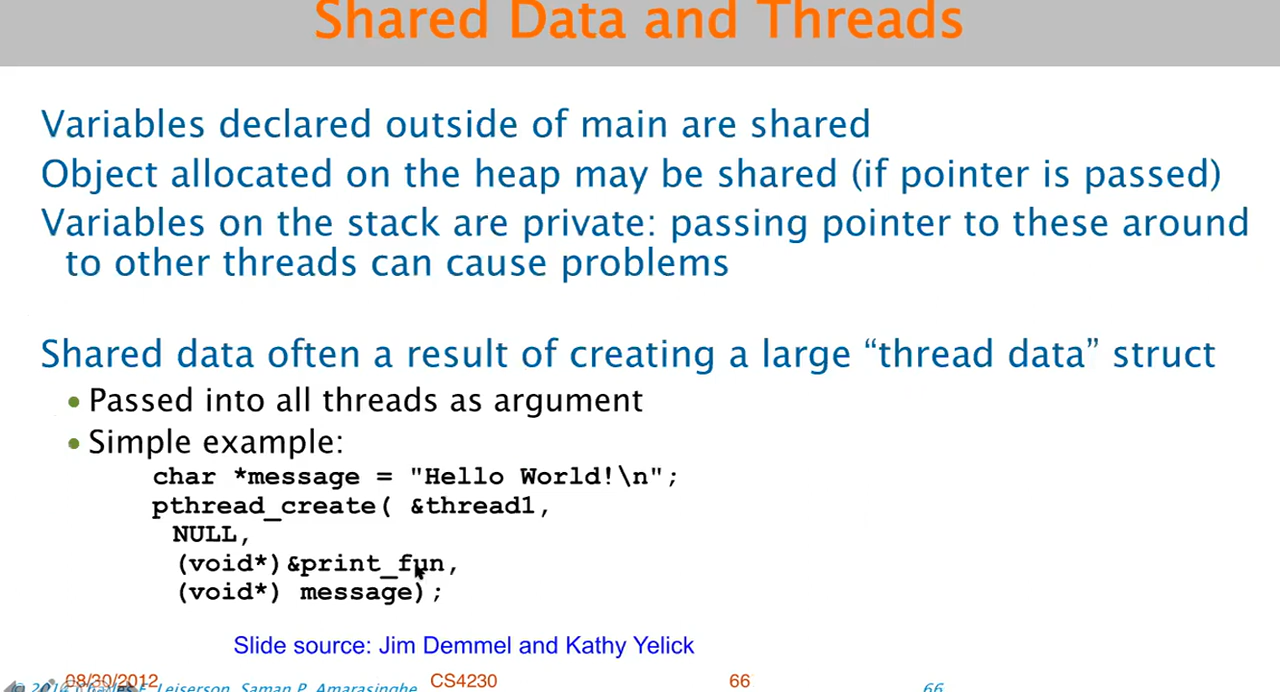 Shared Data and Threads
Variables declared outside of main are shared
Object allocated on the heap may be shared (if pointer is passed)
Variables on the stack are private: passing pointer to these around
to other threads can cause problems
Shared data often a result of creating a large “thread data” struct
• Passed into all threads as argument
• Simple example:
char *message = "Hello World!\n";
pthread_create( &thread1,
NULL,
(void*)&print_fun,
(void*) message);
Slide source: Jim Demmel and Kathy Yelick
08/30/2012 CS4230 66
Leiserson, Saman P. Amarasinghe 66